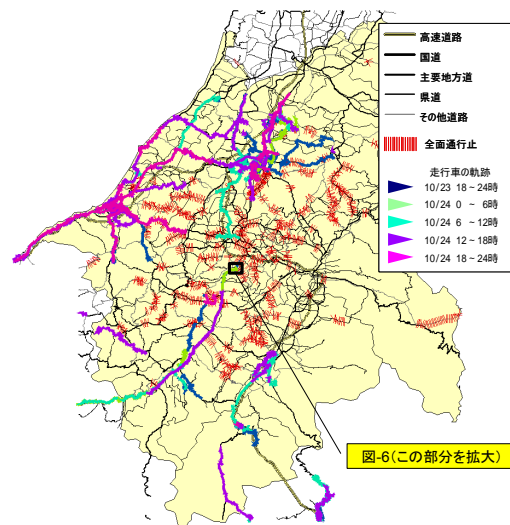 高速道路
国道
主要地方道
県道
その他道路
全面通行止
走行車の軌跡
10/23 18～24時
10/24 0 ～ 6時
10/24 6 ～12時
10/24 12～18時
10/24 18～24時
図-6(この部分を拡大)